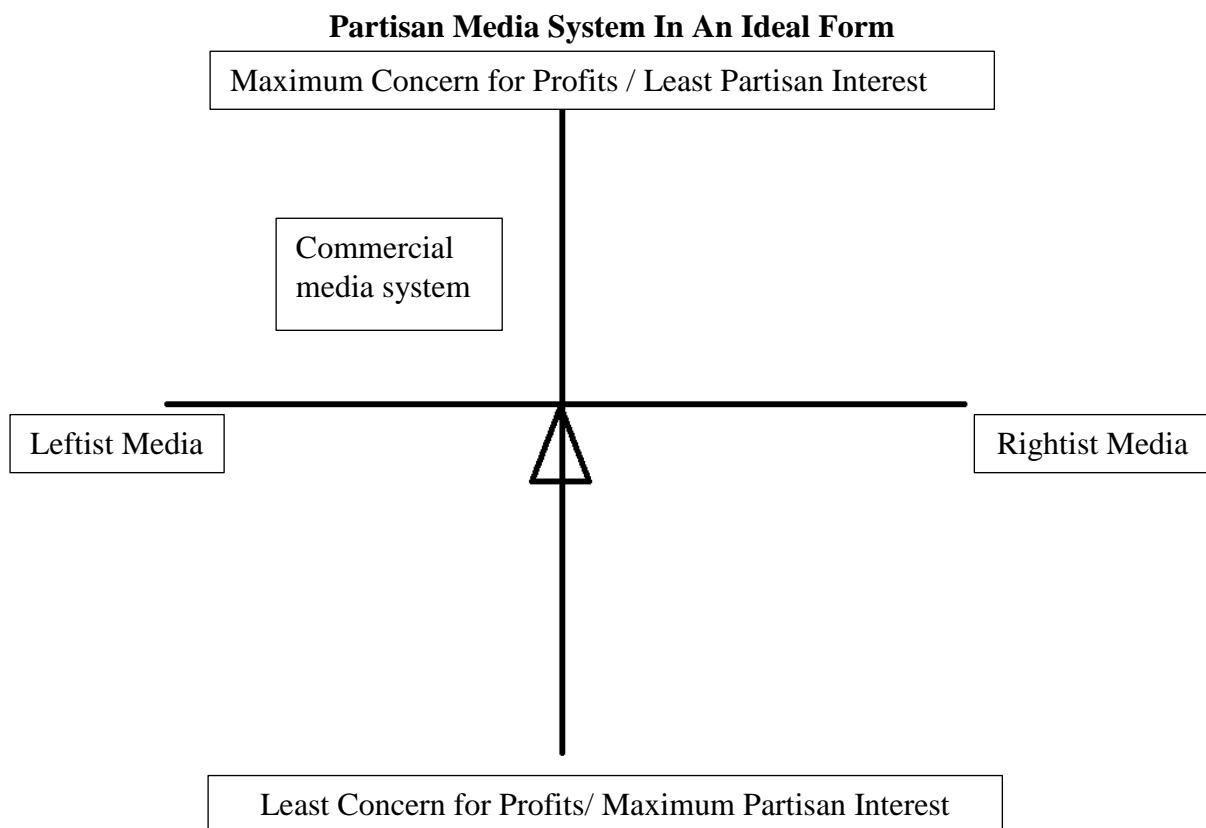 Partisan Media System In An Ideal Form
Maximum Concern for Profits / Least Partisan Interest
Commercial
media system
Leftist Media
Rightist Media
Least Concern for Profits/ Maximum Partisan Interest